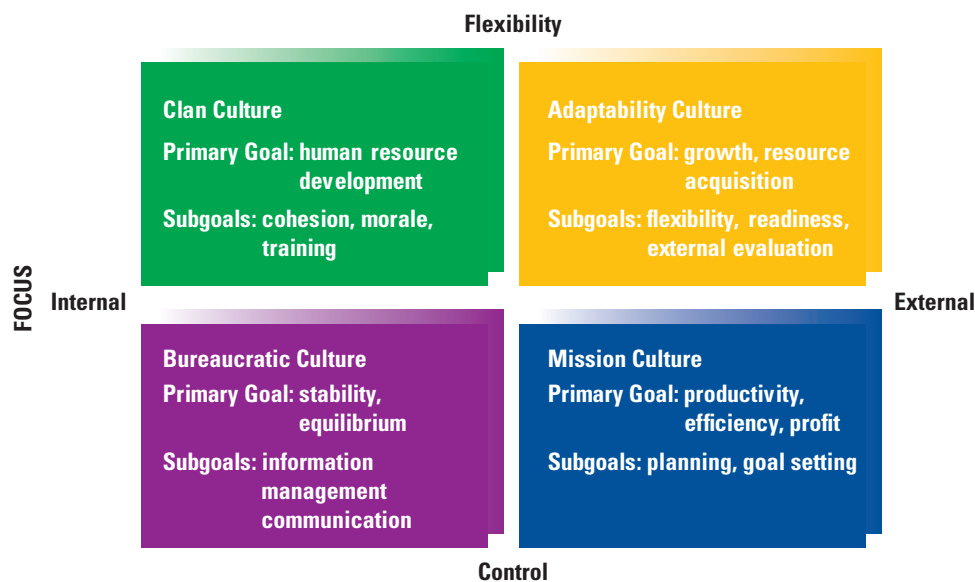 Flexibility
Clan Culture
Primary Goal: human resource
development
Subgoals: cohesion, morale,
training
Adaptability Culture
Primary Goal: growth, resource
acquisition
Subgoals: flexibility, readiness,
external evaluation
FOCUS
Internal
External
Bureaucratic Culture
Primary Goal: stability,
equilibrium
Subgoals: information
management
communication
Mission Culture
Primary Goal: productivity,
efficiency, profit
Subgoals: planning, goal setting
Control